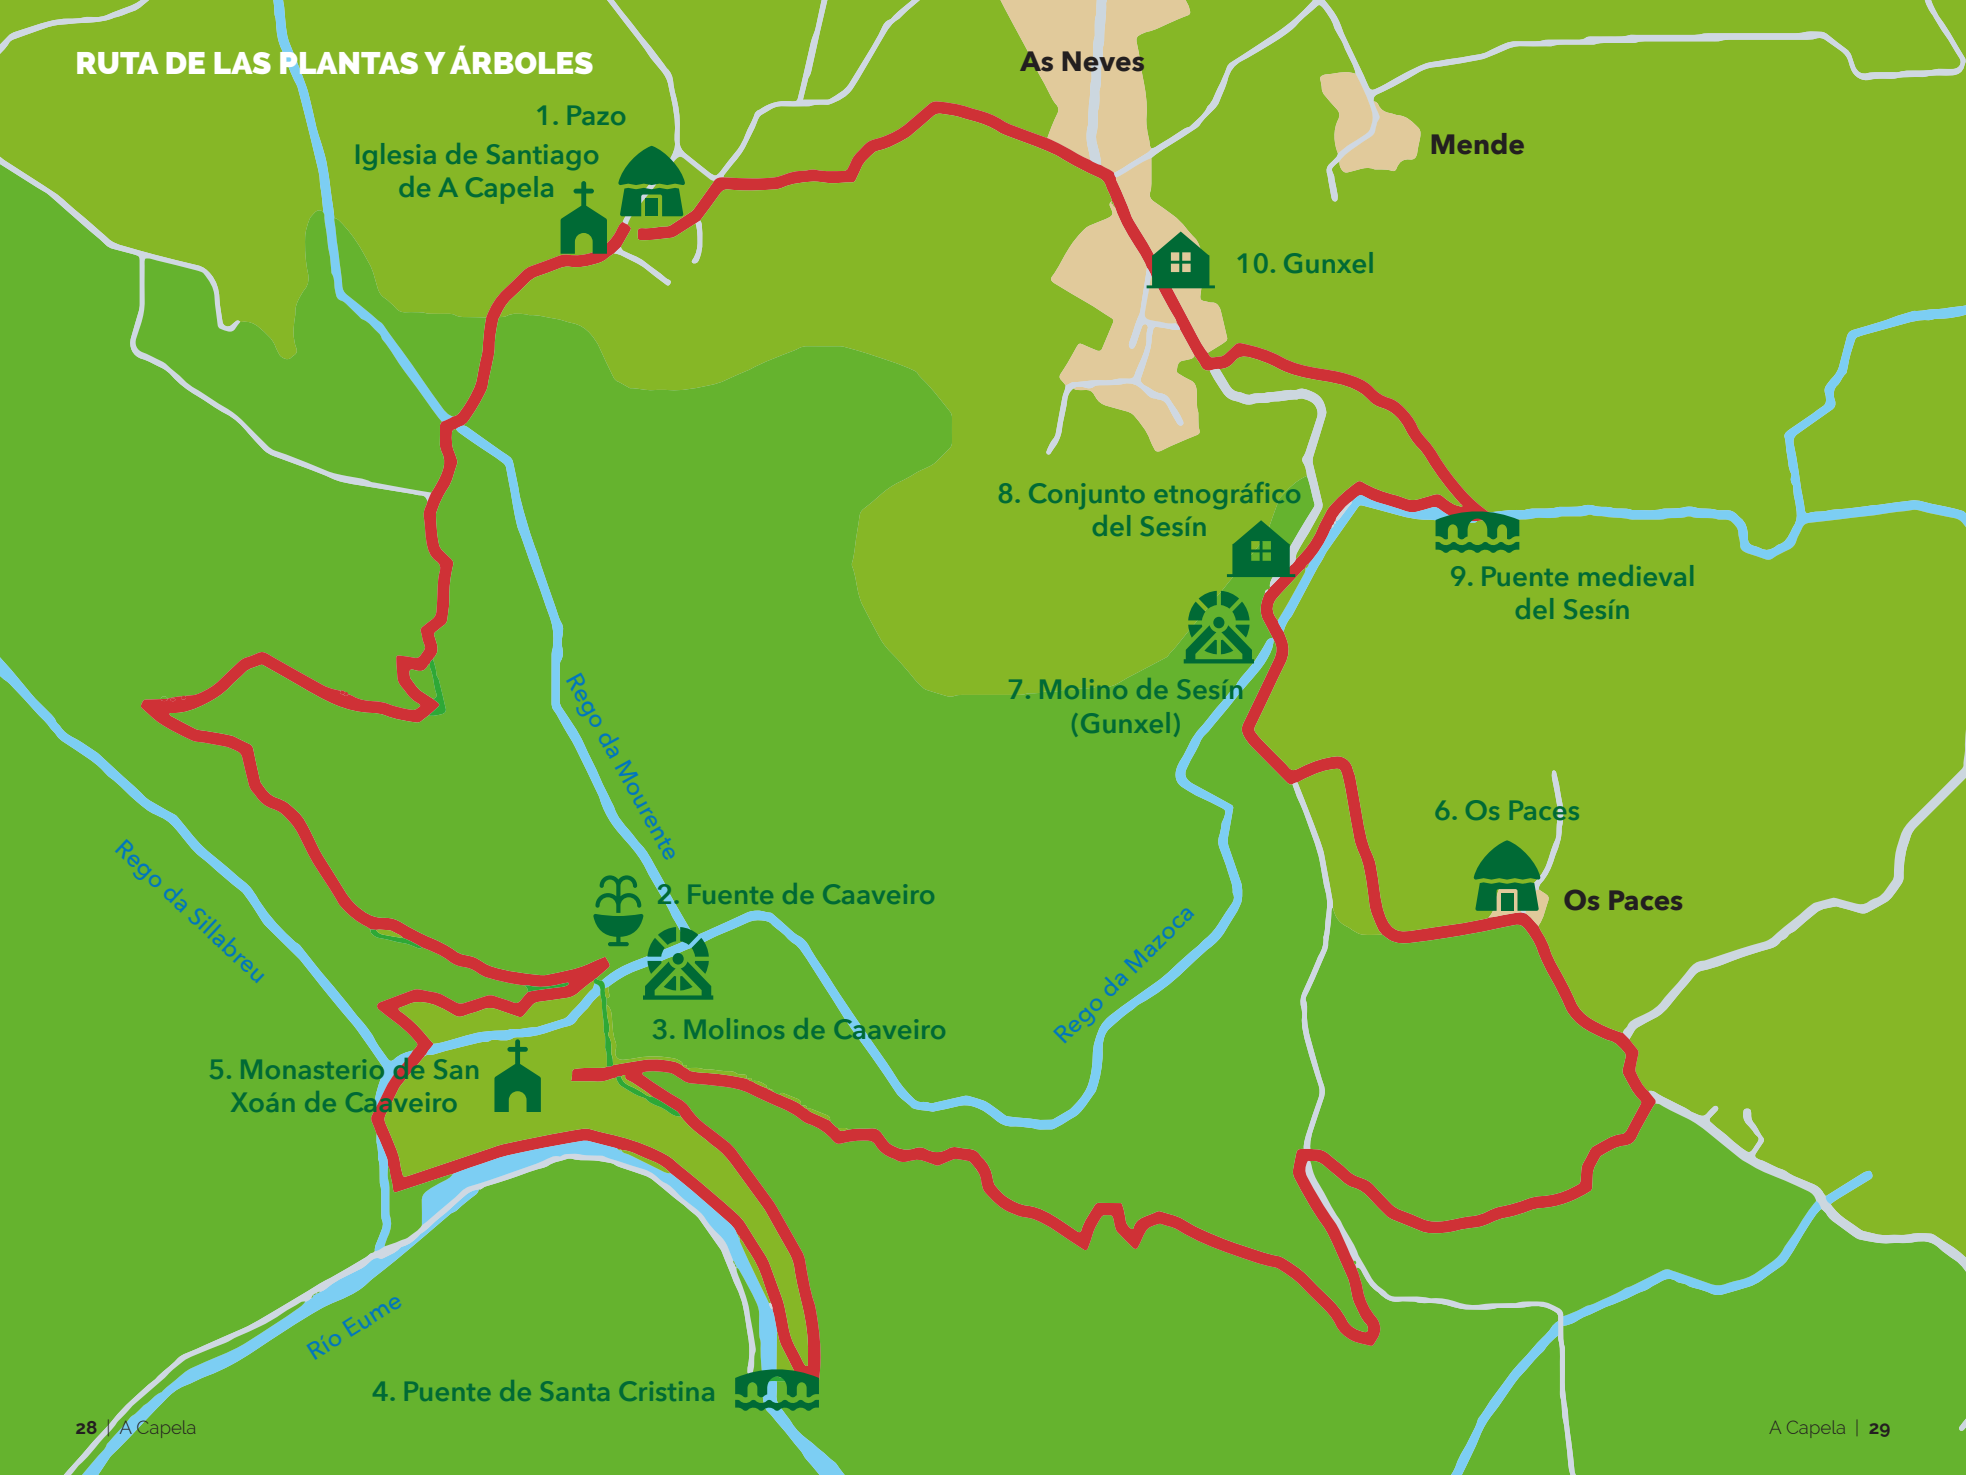 RUTA DE LAS PLANTAS Y ÁRBOLES
As Neves
1. Pazo
Iglesia de Santiago
de A Capela
Mende
10. Gunxel
8. Conjunto etnográfico
del Sesín
9. Puente medieval
del Sesín
7. Molino de Sesín
(Gunxel)
Rego da Mourente
6. Os Paces
Os Paces
Rego da Sillabreu
2. Fuente de Caaveiro
Rego da Mazoca
3. Molinos de Caaveiro
5. Monasterio de San
Xoán de Caaveiro
Río Eume
4. Puente de Santa Cristina
28 | A Capela
A Capela | 29